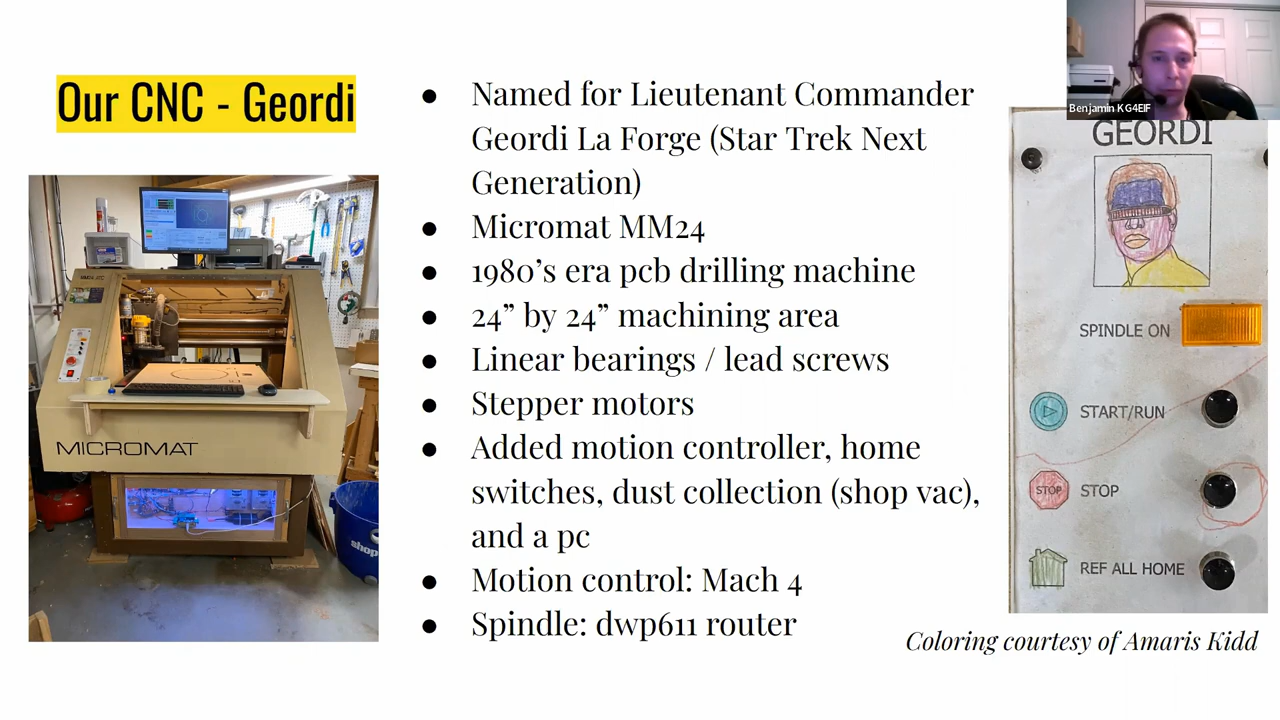 Our CNC - Geordi
MICROMAT
● Named for Lieutenant Commander
Geordi La Forge (Star Trek Next
Generation)
● Micromat MM24
● 1980’s era pcb drilling machine
● 24” by 24” machining area
● Linear bearings / lead screws
● Stepper motors
● Added motion controller, home
switches, dust collection (shop vac),
and a pc
● Motion control: Mach 4
● Spindle: dwp611 router
Benjamin KG4EIF
GEORDI
SPINDLE ON
START/RUN
STOP STOP
REF ALL HOME
Coloring courtesy of Amaris Kidd
shop